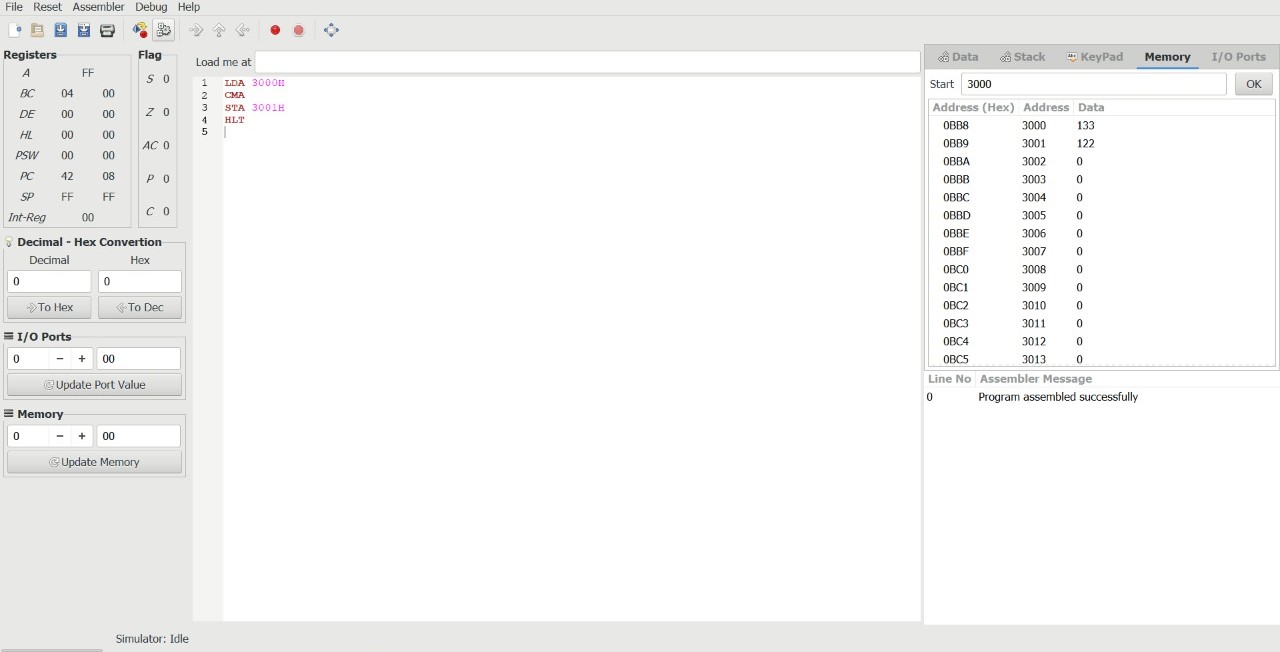 File Reset Assembler Debug Help
Registers
A FF
BC 04 00
DE 00 00
HL 00 00
PSW 00 00
PC 42 08
SP FF FF
Int-Reg 00
Flag
S 0
Z 0
AC 0
P 0
C 0
Decimal - Hex Convertion
Decimal Hex
0 0
To Hex To Dec
I/O Ports
0 − + 00
Update Port Value
Memory
0 − + 00
Update Memory
Load me at
1 LDA 3000H
2 CMA
3 STA 3001H
4 HLT
5
Data Stack KeyPad Memory I/O Ports
Start 3000 OK
Address (Hex) Address Data
0BB8 3000 133
0BB9 3001 122
0BBA 3002 0
0BBB 3003 0
0BBC 3004 0
0BBD 3005 0
0BBE 3006 0
0BBF 3007 0
0BC0 3008 0
0BC1 3009 0
0BC2 3010 0
0BC3 3011 0
0BC4 3012 0
0BC5 3013 0
Line No Assembler Message
0 Program assembled successfully
Simulator: Idle